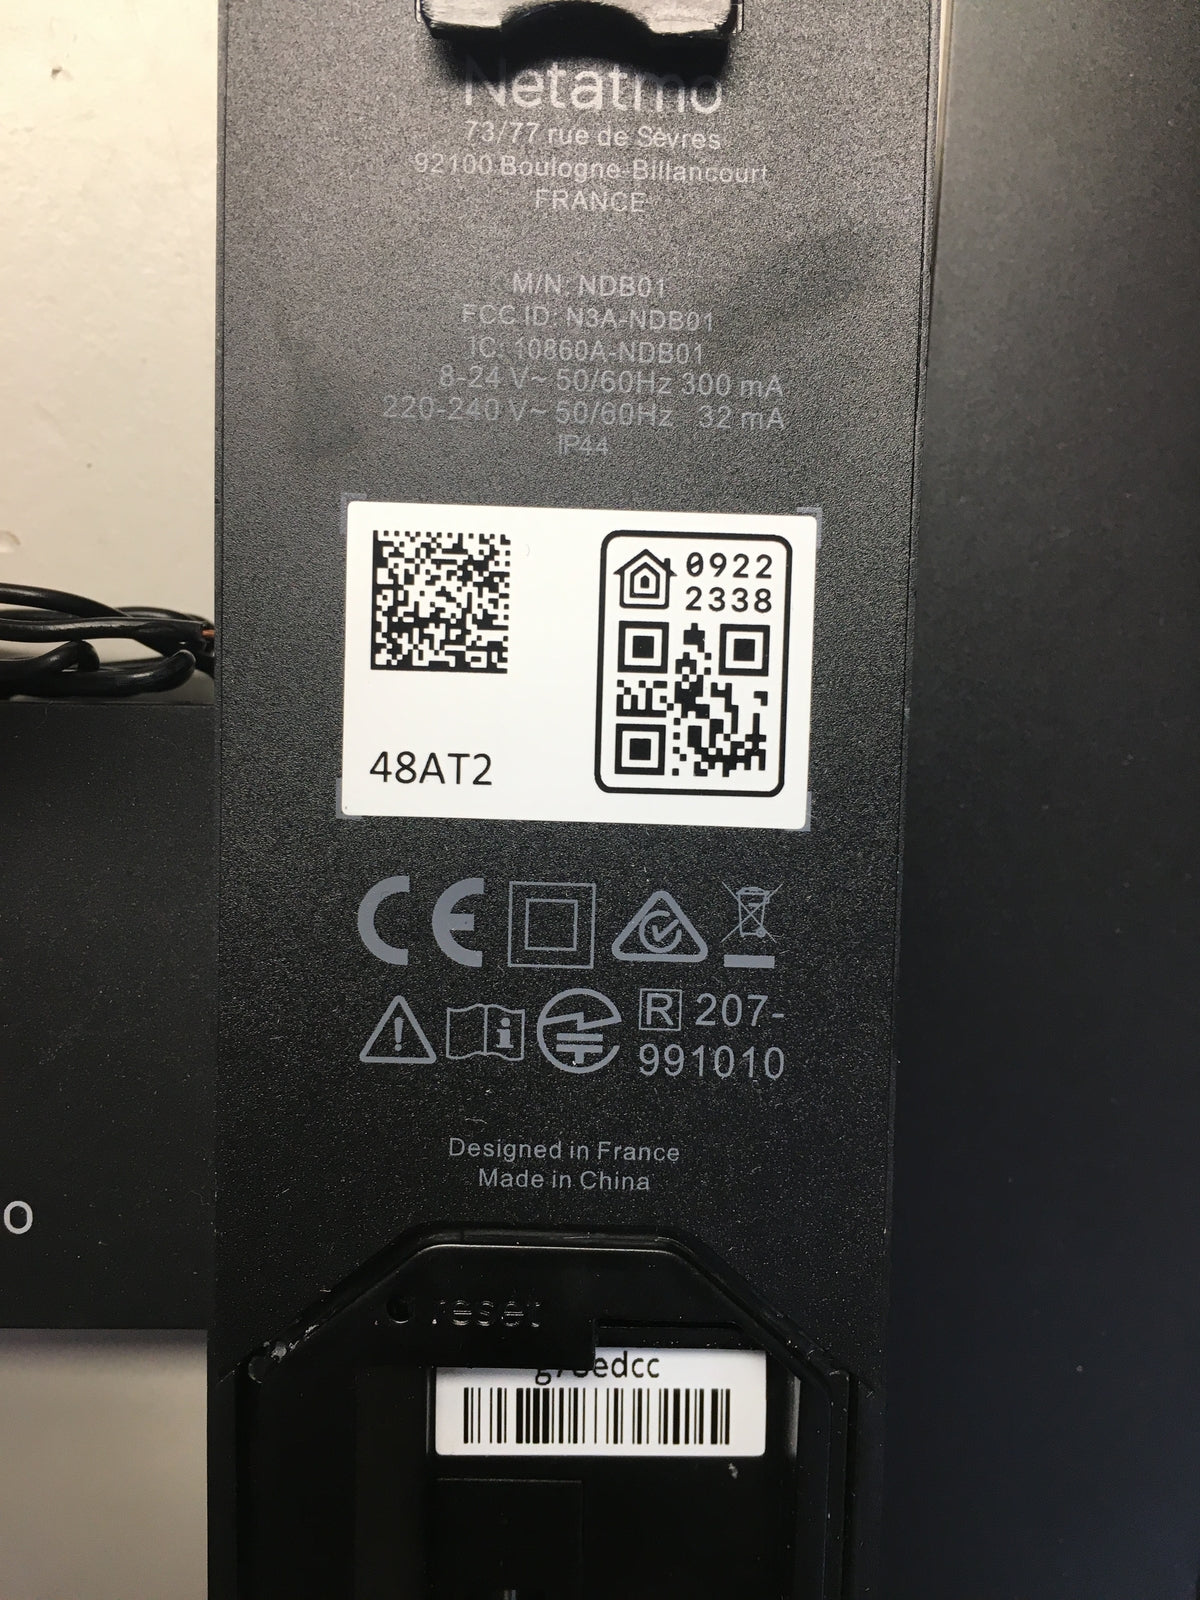 Netatmo
73/77 rue de Sèvres
92100 Boulogne-Billancourt
FRANCE
M/N: NDB01
FCC ID: N3A-NDB01
IC: 10860A-NDB01
8-24 V~ 50/60Hz 300 mA
220-240 V~ 50/60Hz 32 mA
IP44
0922
2338
48AT2
CE
R 207-
991010
Designed in France
Made in China
o
reset